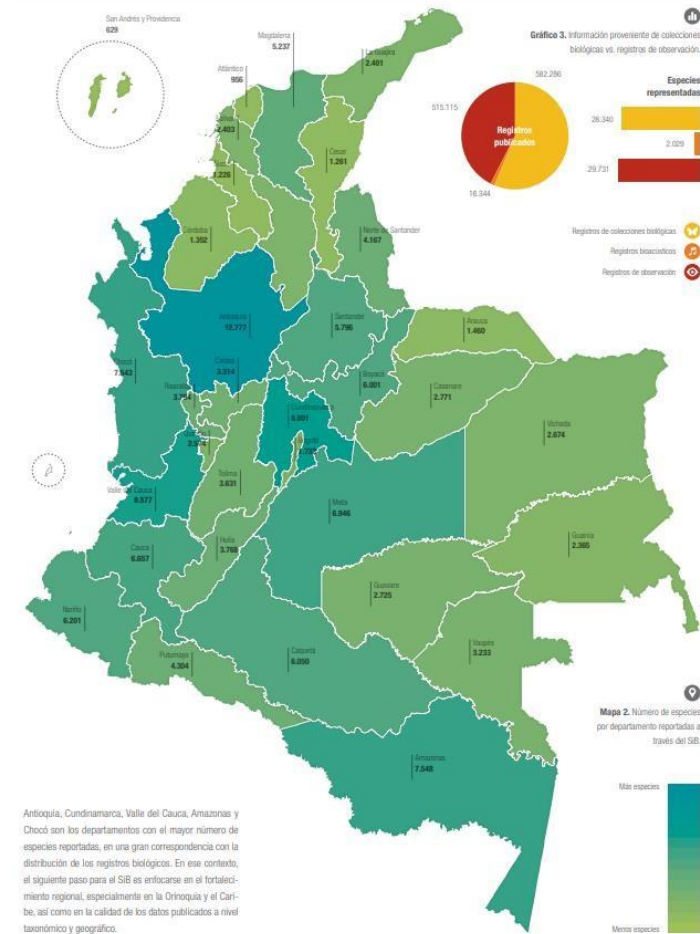 San Andrés y Providencia
629
Magdalena
5.237
La Guajira
2.401
Atlántico
956
2.403
1.226
Cesar
1.261
Córdoba
1.352
Norte de Santander
4.167
Antioquia
12.777
Santander
5.796
Arauca
1.460
Chocó
7.543
Caldas
3.314
Risaralda
Boyacá
6.001
Casanare
2.771
Cundinamarca
Vichada
2.674
Valle del Cauca
8.577
Tolima
3.631
Meta
6.946
Cauca
6.657
Huila
3.768
Guainía
2.365
Guaviare
2.725
Nariño
6.201
Vaupés
3.233
Putumayo
4.304
Caquetá
6.050
Amazonas
7.548
Gráfico 3. Información proveniente de colecciones
biológicas vs. registros de observación.
582.286
515.115
Registros
publicados
16.344
Especies
representadas
26.340
2.029
29.731
Registros de colecciones biológicas
Registros bioacústicos
Registros de observación
Mapa 2. Número de especies
por departamento reportadas a
través del SiB.
Más especies
Menos especies
Antioquia, Cundinamarca, Valle del Cauca, Amazonas y
Chocó son los departamentos con el mayor número de
especies reportadas, en una gran correspondencia con la
distribución de los registros biológicos. En ese contexto,
el siguiente paso para el SiB es enfocarse en el fortaleci-
miento regional, especialmente en la Orinoquia y el Cari-
be, así como en la calidad de los datos publicados a nivel
taxonómico y geográfico.